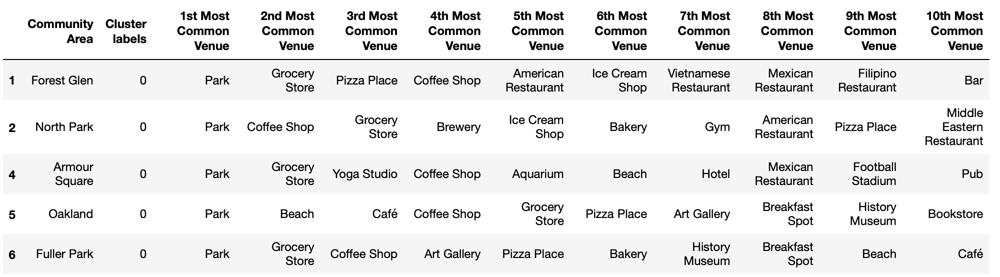 Community Area Cluster labels 1st Most Common Venue 2nd Most Common Venue 3rd Most Common Venue 4th Most Common Venue 5th Most Common Venue 6th Most Common Venue 7th Most Common Venue 8th Most Common Venue 9th Most Common Venue 10th Most Common Venue
1 Forest Glen 0 Park Grocery Store Pizza Place Coffee Shop American Restaurant Ice Cream Shop Vietnamese Restaurant Mexican Restaurant Filipino Restaurant Bar
2 North Park 0 Park Coffee Shop Grocery Store Brewery Ice Cream Shop Bakery Gym American Restaurant Pizza Place Middle Eastern Restaurant
4 Armour Square 0 Park Grocery Store Yoga Studio Coffee Shop Aquarium Beach Hotel Mexican Restaurant Football Stadium Pub
5 Oakland 0 Park Beach Café Coffee Shop Grocery Store Pizza Place Art Gallery Breakfast Spot History Museum Bookstore
6 Fuller Park 0 Park Grocery Store Coffee Shop Art Gallery Pizza Place Bakery History Museum Breakfast Spot Beach Café